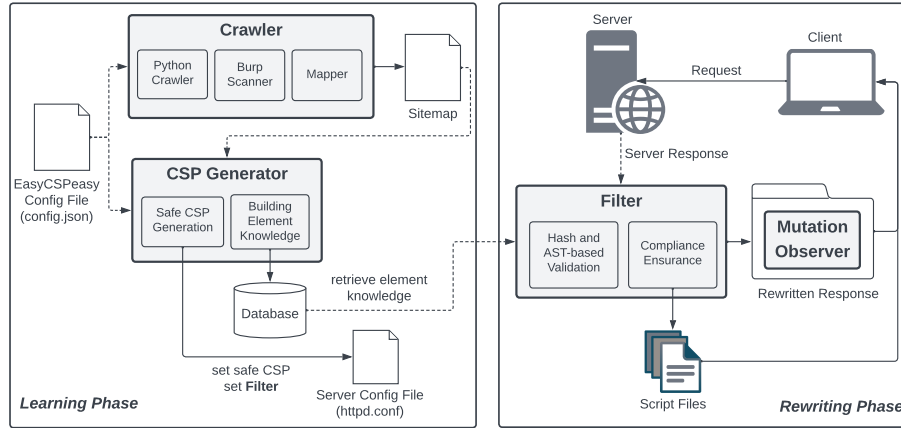 Crawler
Python
Crawler
Burp
Scanner
Mapper
Sitemap
EasyCSPeasy
Config File
(config.json)
CSP Generator
Safe CSP
Generation
Building
Element
Knowledge
Database
retrieve element
knowledge
set safe CSP
set Filter
Server Config File
(httpd.conf)
Learning Phase
Server
Client
Request
Server Response
Filter
Hash and
AST-based
Validation
Compliance
Ensurance
Mutation
Observer
Rewritten Response
Script Files
Rewriting Phase